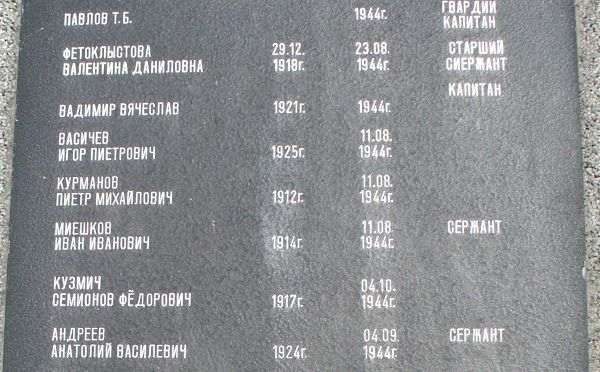 ГВАРДИИ
ПАВЛОВ Т.Б. 1944г. КАПИТАН
ФЕТОКЛЫСТОВА 29.12. 23.08. СТАРШИЙ
ВАЛЕНТИНА ДАНИЛОВНА 1918г. 1944г. СИЕРЖАНТ
КАПИТАН
ВАДИМИР ВЯЧЕСЛАВ 1921г. 1944г.
ВАСИЧЕВ 11.08.
ИГОР ПИЕТРОВИЧ 1925г. 1944г.
КУРМАНОВ 11.08.
ПИЕТР МИХАЙЛОВИЧ 1912г. 1944г.
МИЕШКОВ 11.08. СЕРЖАНТ
ИВАН ИВАНОВИЧ 1914г. 1944г.
КУЗМИЧ 04.10.
СЕМИОНОВ ФЁДОРОВИЧ 1917г. 1944г.
АНДРЕЕВ 04.09. СЕРЖАНТ
АНАТОЛИЙ ВАСИЛЕВИЧ 1924г. 1944г.